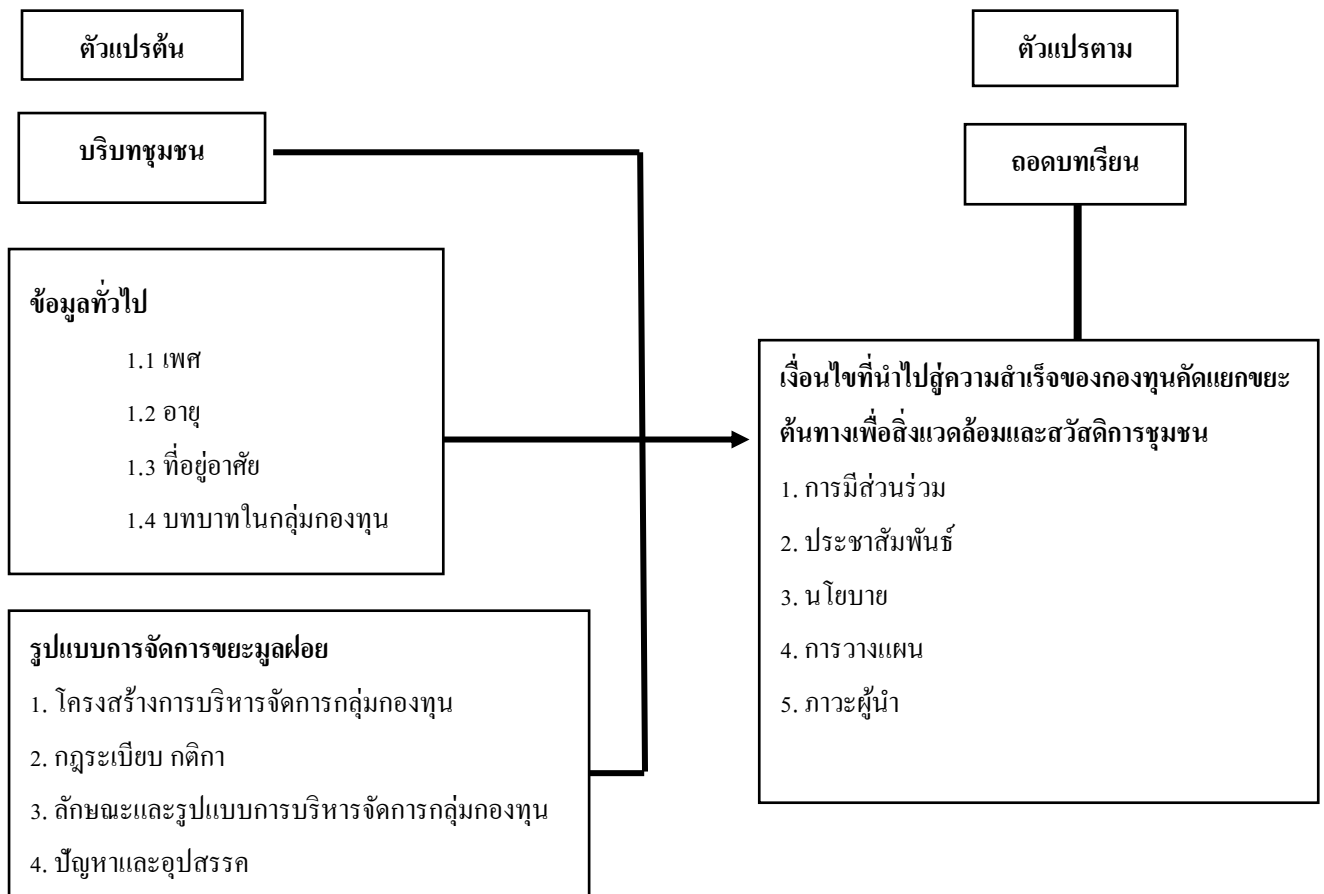 ตัวแปรต้น
บริบทชุมชน
ข้อมูลทั่วไป
1.1 เพศ
1.2 อายุ
1.3 ที่อยู่อาศัย
1.4 บทบาทในกลุ่มกองทุน
รูปแบบการจัดการขยะมูลฝอย
1. โครงสร้างการบริหารจัดการกลุ่มกองทุน
2. กฎระเบียบ กติกา
3. ลักษณะและรูปแบบการบริหารจัดการกลุ่มกองทุน
4. ปัญหาและอุปสรรค
ตัวแปรตาม
ถอดบทเรียน
เงื่อนไขที่นำไปสู่ความสำเร็จของกองทุนคัดแยกขยะ
ต้นทางเพื่อสิ่งแวดล้อมและสวัสดิการชุมชน
1. การมีส่วนร่วม
2. ประชาสัมพันธ์
3. นโยบาย
4. การวางแผน
5. ภาวะผู้นำ